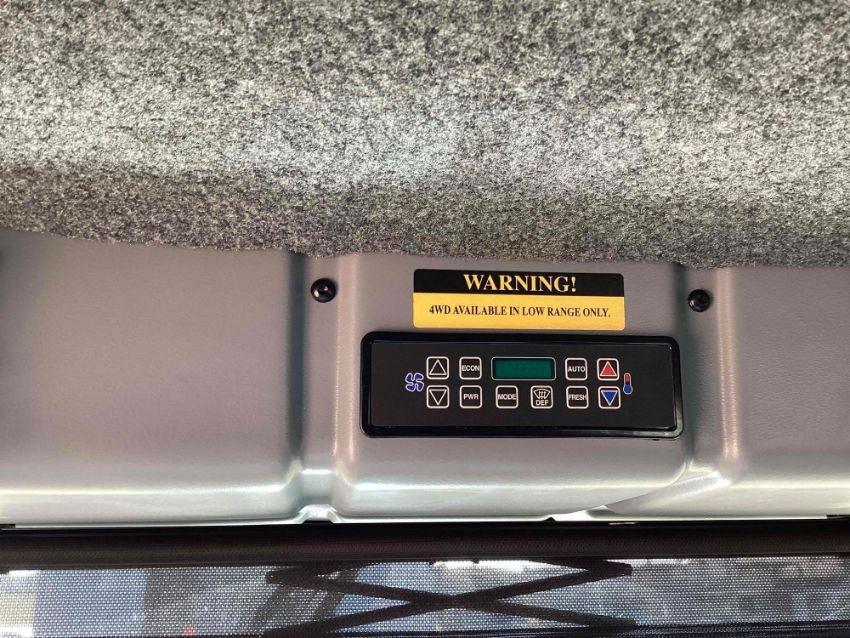 WARNING!
4WD AVAILABLE IN LOW RANGE ONLY.
ECON
AUTO
PWR
MODE
DEF
FRESH